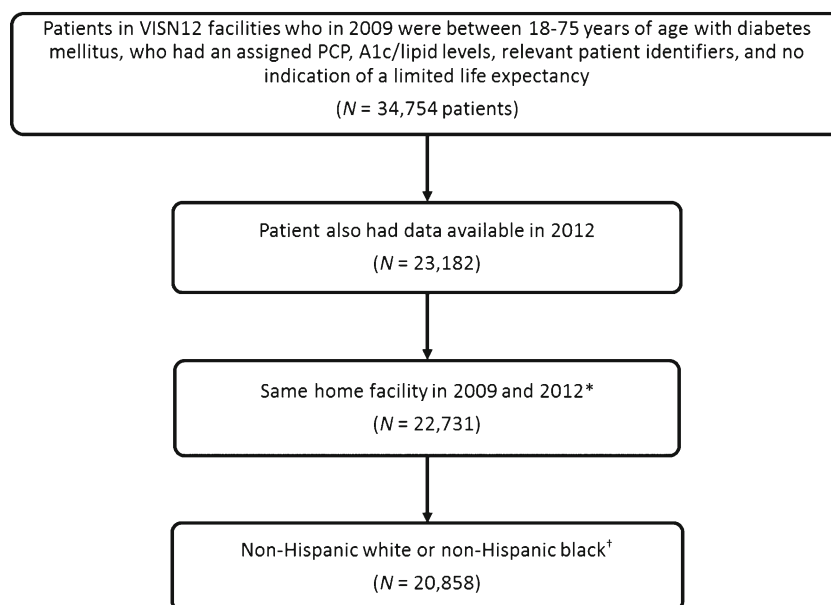 Patients in VISN12 facilities who in 2009 were between 18-75 years of age with diabetes
mellitus, who had an assigned PCP, A1c/lipid levels, relevant patient identifiers, and no
indication of a limited life expectancy
(N = 34,754 patients)
Patient also had data available in 2012
(N = 23,182)
Same home facility in 2009 and 2012*
(N = 22,731)
Non-Hispanic white or non-Hispanic black†
(N = 20,858)